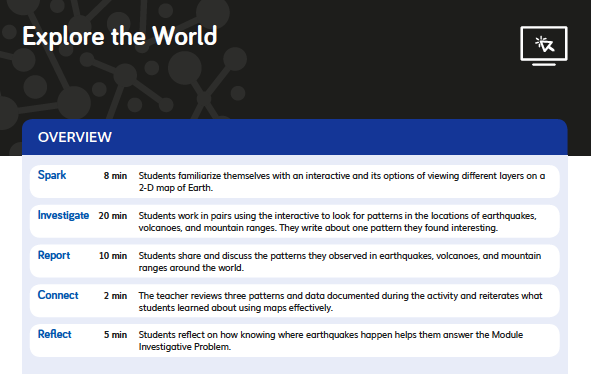 Explore the World
OVERVIEW
Spark 8 min Students familiarize themselves with an interactive and its options of viewing different layers on a
2-D map of Earth.
Investigate 20 min Students work in pairs using the interactive to look for patterns in the locations of earthquakes,
volcanoes, and mountain ranges. They write about one pattern they found interesting.
Report 10 min Students share and discuss the patterns they observed in earthquakes, volcanoes, and mountain
ranges around the world.
Connect 2 min The teacher reviews three patterns and data documented during the activity and reiterates what
students learned about using maps effectively.
Reflect 5 min Students reflect on how knowing where earthquakes happen helps them answer the Module
Investigative Problem.